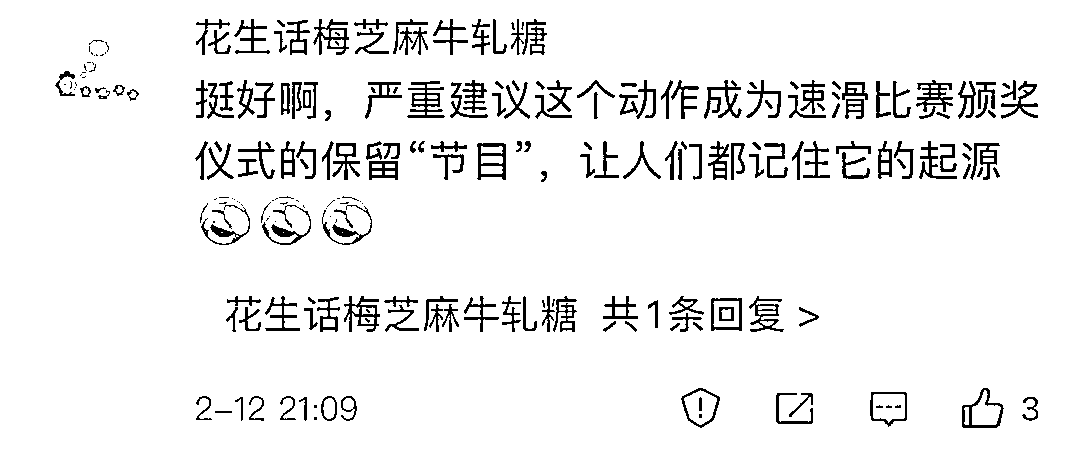 花生话梅芝麻牛轧糖
挺好啊，严重建议这个动作成为速滑比赛颁奖
仪式的保留“节目”，让人们都记住它的起源
花生话梅芝麻牛轧糖 共1条回复 >
2-12 21:09 3